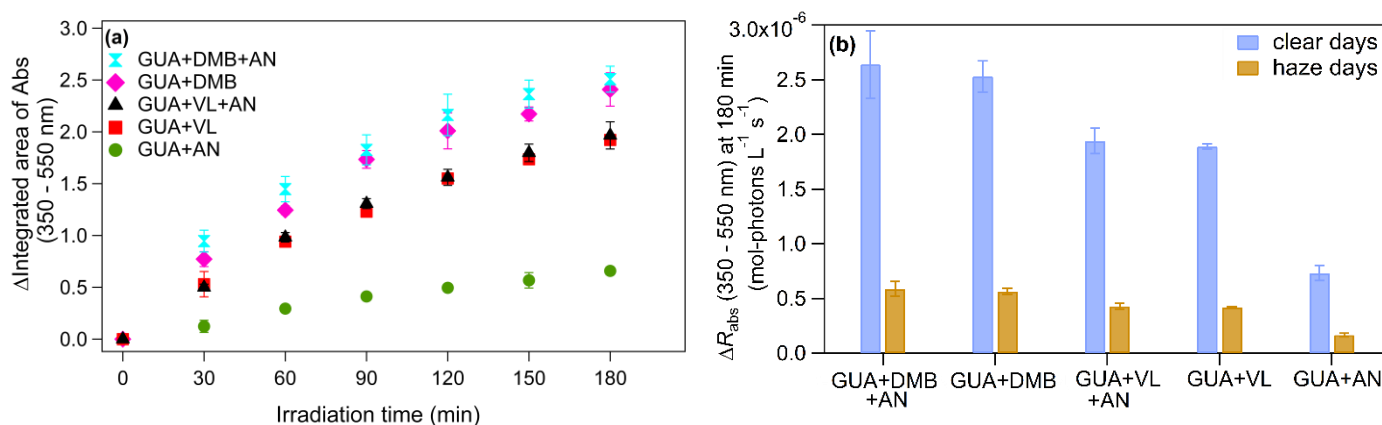 (a)
GUA+DMB+AN
GUA+DMB
GUA+VL+AN
GUA+VL
GUA+AN
ΔIntegrated area of Abs
(350 - 550 nm)
3.0
2.5
2.0
1.5
1.0
0.5
0.0
0 30 60 90 120 150 180
Irradiation time (min)
(b)
clear days
haze days
ΔR_abs (350 - 550 nm) at 180 min
(mol-photons L⁻¹ s⁻¹)
3.0x10⁻⁶
2.5
2.0
1.5
1.0
0.5
0.0
GUA+DMB
+AN
GUA+DMB
GUA+VL
+AN
GUA+VL
GUA+AN